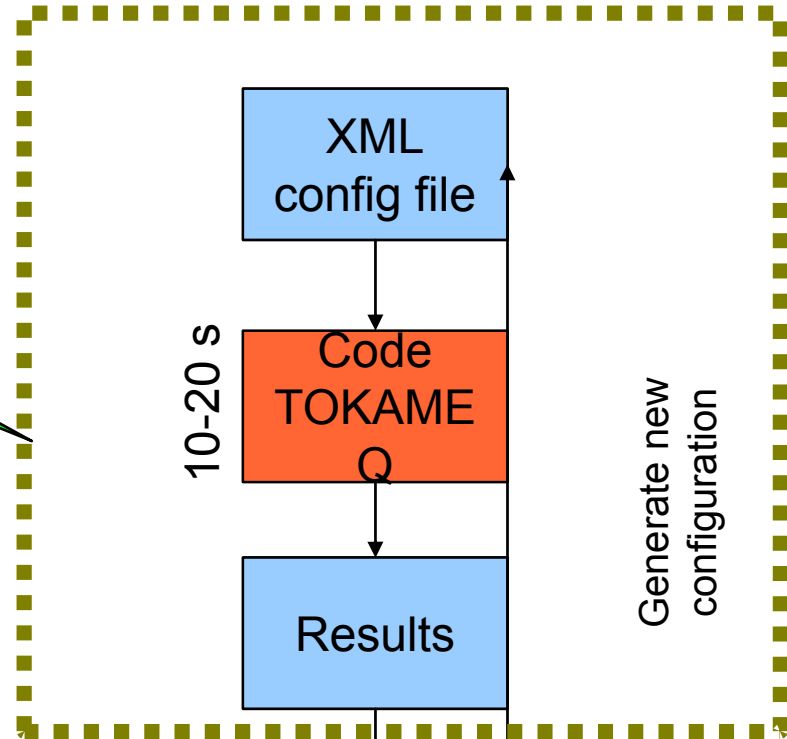 XML
config file
10-20 s
Code
TOKAME
Q
Generate new
configuration
Results